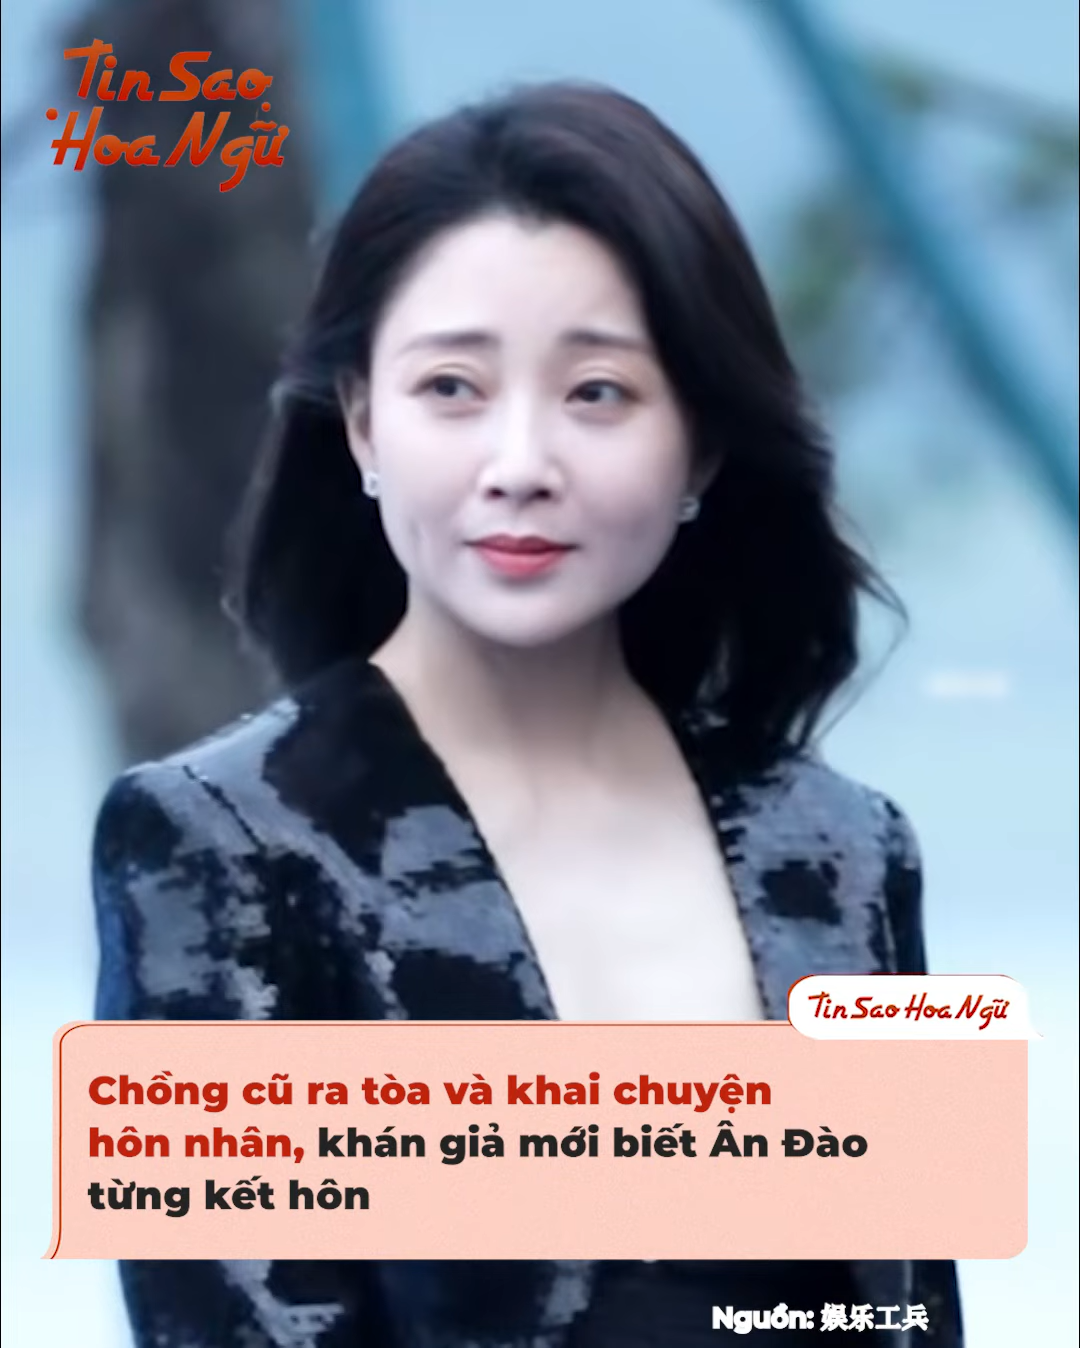 Tin Sao
Hoa Ngữ
Tin Sao Hoa Ngữ
Chồng cũ ra tòa và khai chuyện
hôn nhân, khán giả mới biết Ân Đào
từng kết hôn
Nguồn: 娱乐工兵